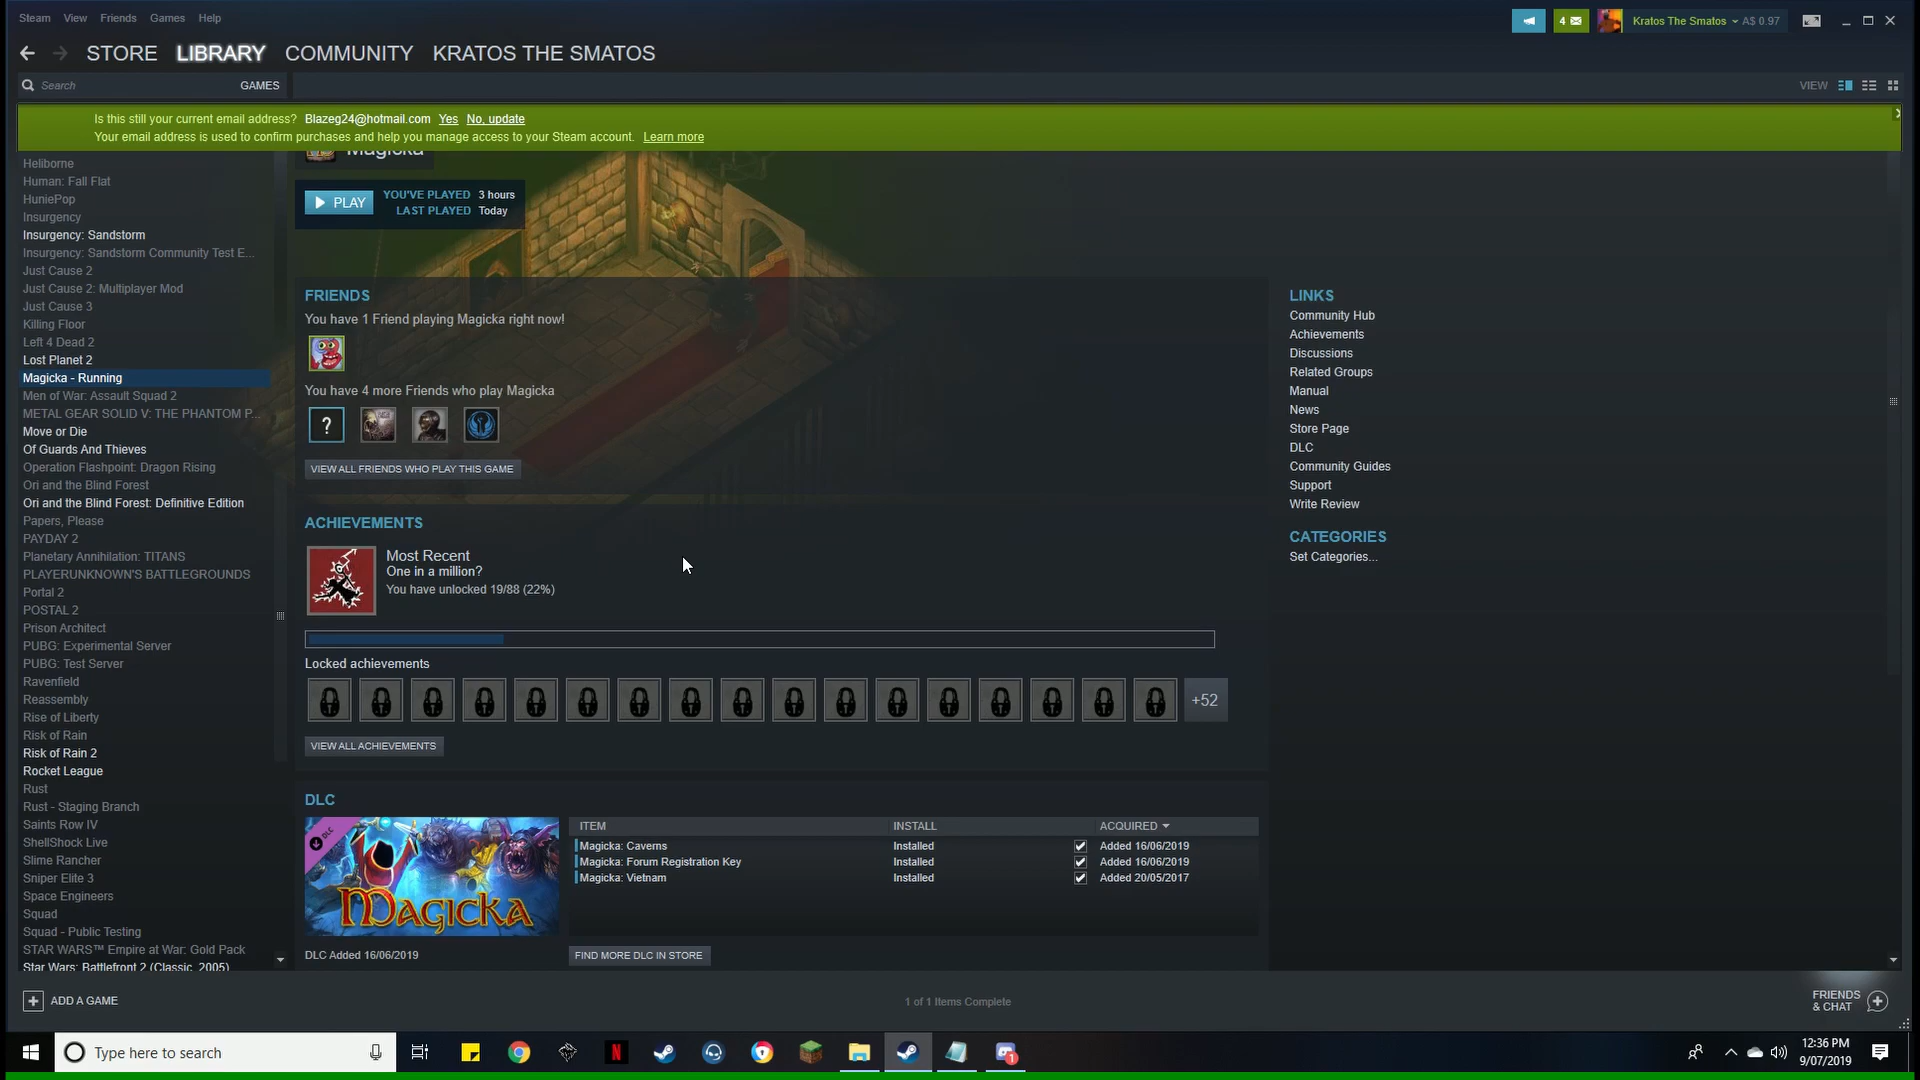 Steam View Friends Games Help
4 Kratos The Smatos A$ 0.97
STORE LIBRARY COMMUNITY KRATOS THE SMATOS
Search GAMES VIEW
Is this still your current email address? Blazeg24@hotmail.com Yes No, update
Your email address is used to confirm purchases and help you manage access to your Steam account. Learn more
Heliborne
Human: Fall Flat
HuniePop
Insurgency
Insurgency: Sandstorm
Insurgency: Sandstorm Community Test E...
Just Cause 2
Just Cause 2: Multiplayer Mod
Just Cause 3
Killing Floor
Left 4 Dead 2
Lost Planet 2
Magicka - Running
Men of War: Assault Squad 2
METAL GEAR SOLID V: THE PHANTOM P...
Move or Die
Of Guards And Thieves
Operation Flashpoint: Dragon Rising
Ori and the Blind Forest
Ori and the Blind Forest: Definitive Edition
Papers, Please
PAYDAY 2
Planetary Annihilation: TITANS
PLAYERUNKNOWN'S BATTLEGROUNDS
Portal 2
POSTAL 2
Prison Architect
PUBG: Experimental Server
PUBG: Test Server
Ravenfield
Reassembly
Rise of Liberty
Risk of Rain
Risk of Rain 2
Rocket League
Rust
Rust - Staging Branch
Saints Row IV
ShellShock Live
Slime Rancher
Sniper Elite 3
Space Engineers
Squad
Squad - Public Testing
STAR WARS™ Empire at War: Gold Pack
Star Wars: Battlefront 2 (Classic, 2005)
Magicka
PLAY
YOU'VE PLAYED 3 hours
LAST PLAYED Today
FRIENDS
You have 1 Friend playing Magicka right now!
You have 4 more Friends who play Magicka
?
VIEW ALL FRIENDS WHO PLAY THIS GAME
ACHIEVEMENTS
Most Recent
One in a million?
You have unlocked 19/88 (22%)
Locked achievements
+52
VIEW ALL ACHIEVEMENTS
DLC
DLC
MAGICKA
ITEM INSTALL ACQUIRED
Magicka: Caverns Installed Added 16/06/2019
Magicka: Forum Registration Key Installed Added 16/06/2019
Magicka: Vietnam Installed Added 20/05/2017
DLC Added 16/06/2019
FIND MORE DLC IN STORE
LINKS
Community Hub
Achievements
Discussions
Related Groups
Manual
News
Store Page
DLC
Community Guides
Support
Write Review
CATEGORIES
Set Categories...
ADD A GAME
1 of 1 Items Complete
FRIENDS
& CHAT
Type here to search
N
1
12:36 PM
9/07/2019